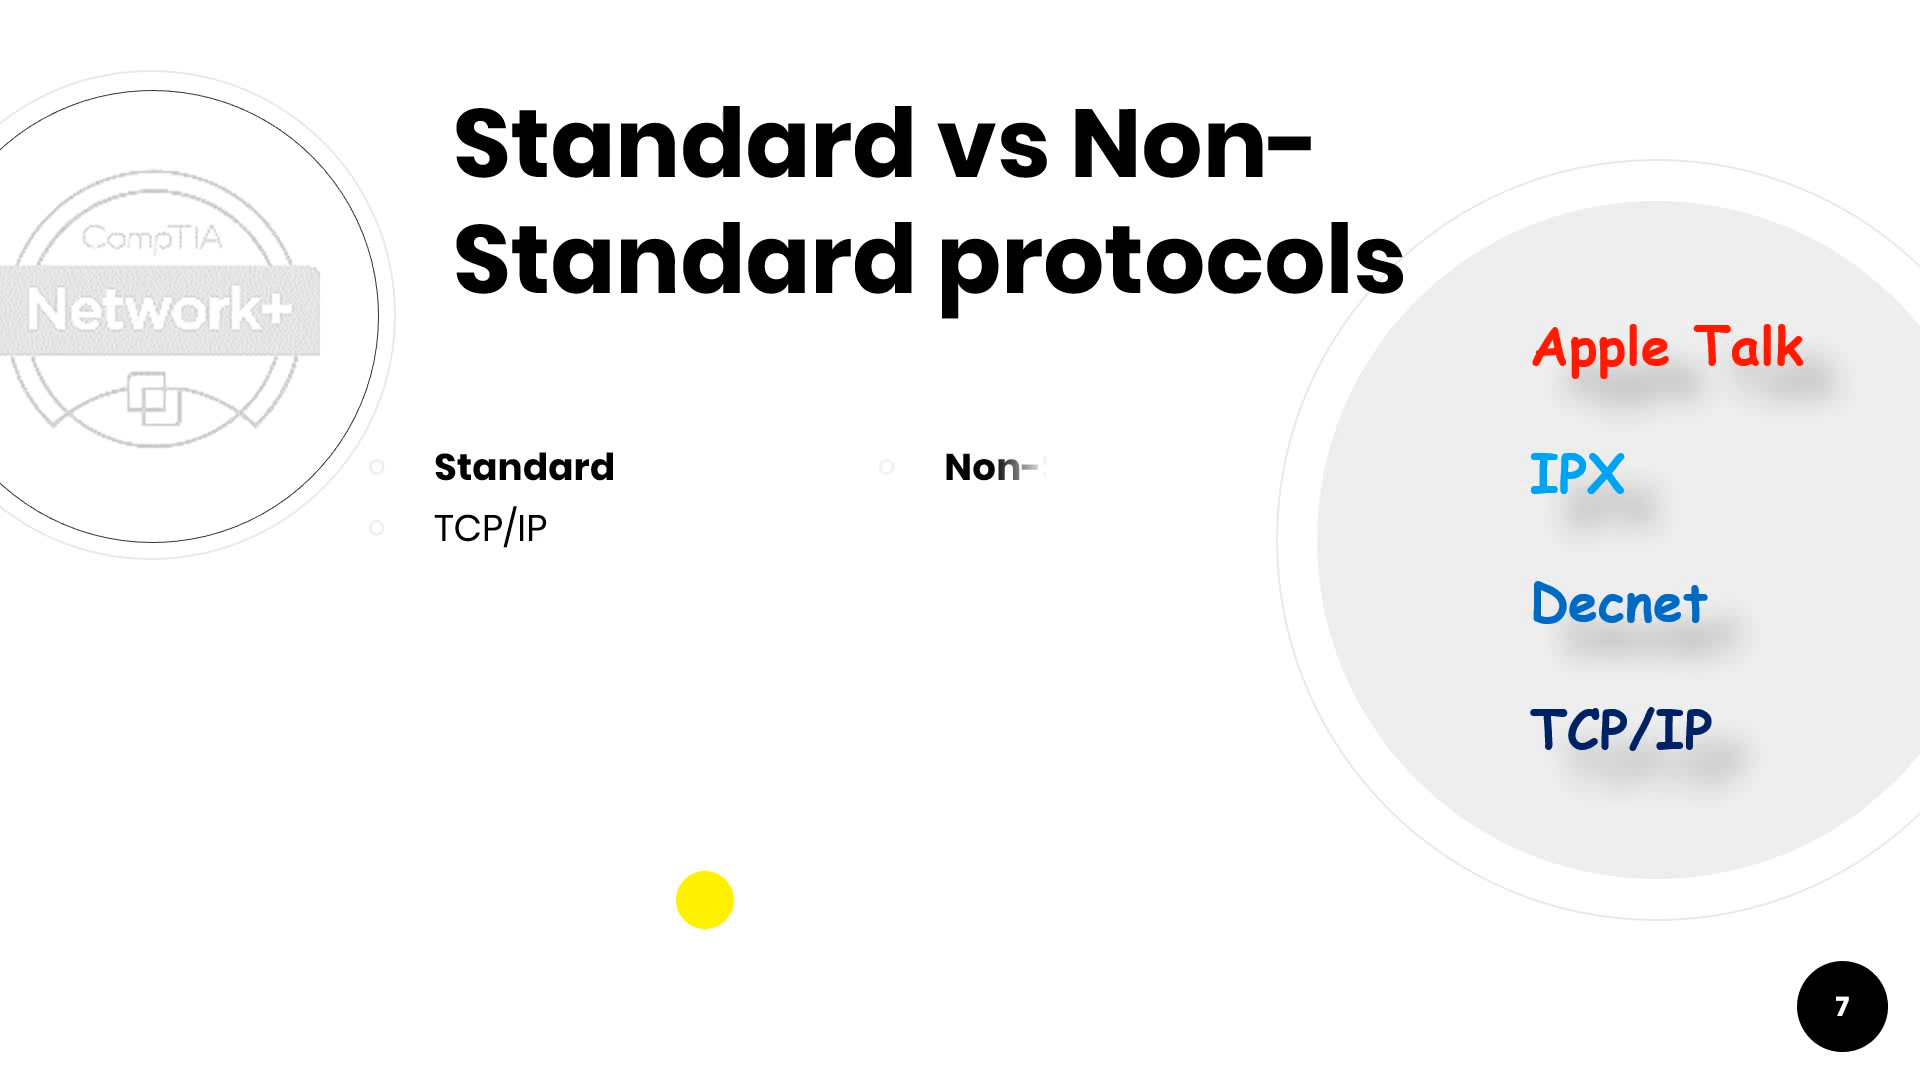 Standard vs Non-
Standard protocols
CompTIA
Network+
Standard
TCP/IP
Non-
Apple Talk
IPX
Decnet
TCP/IP
7